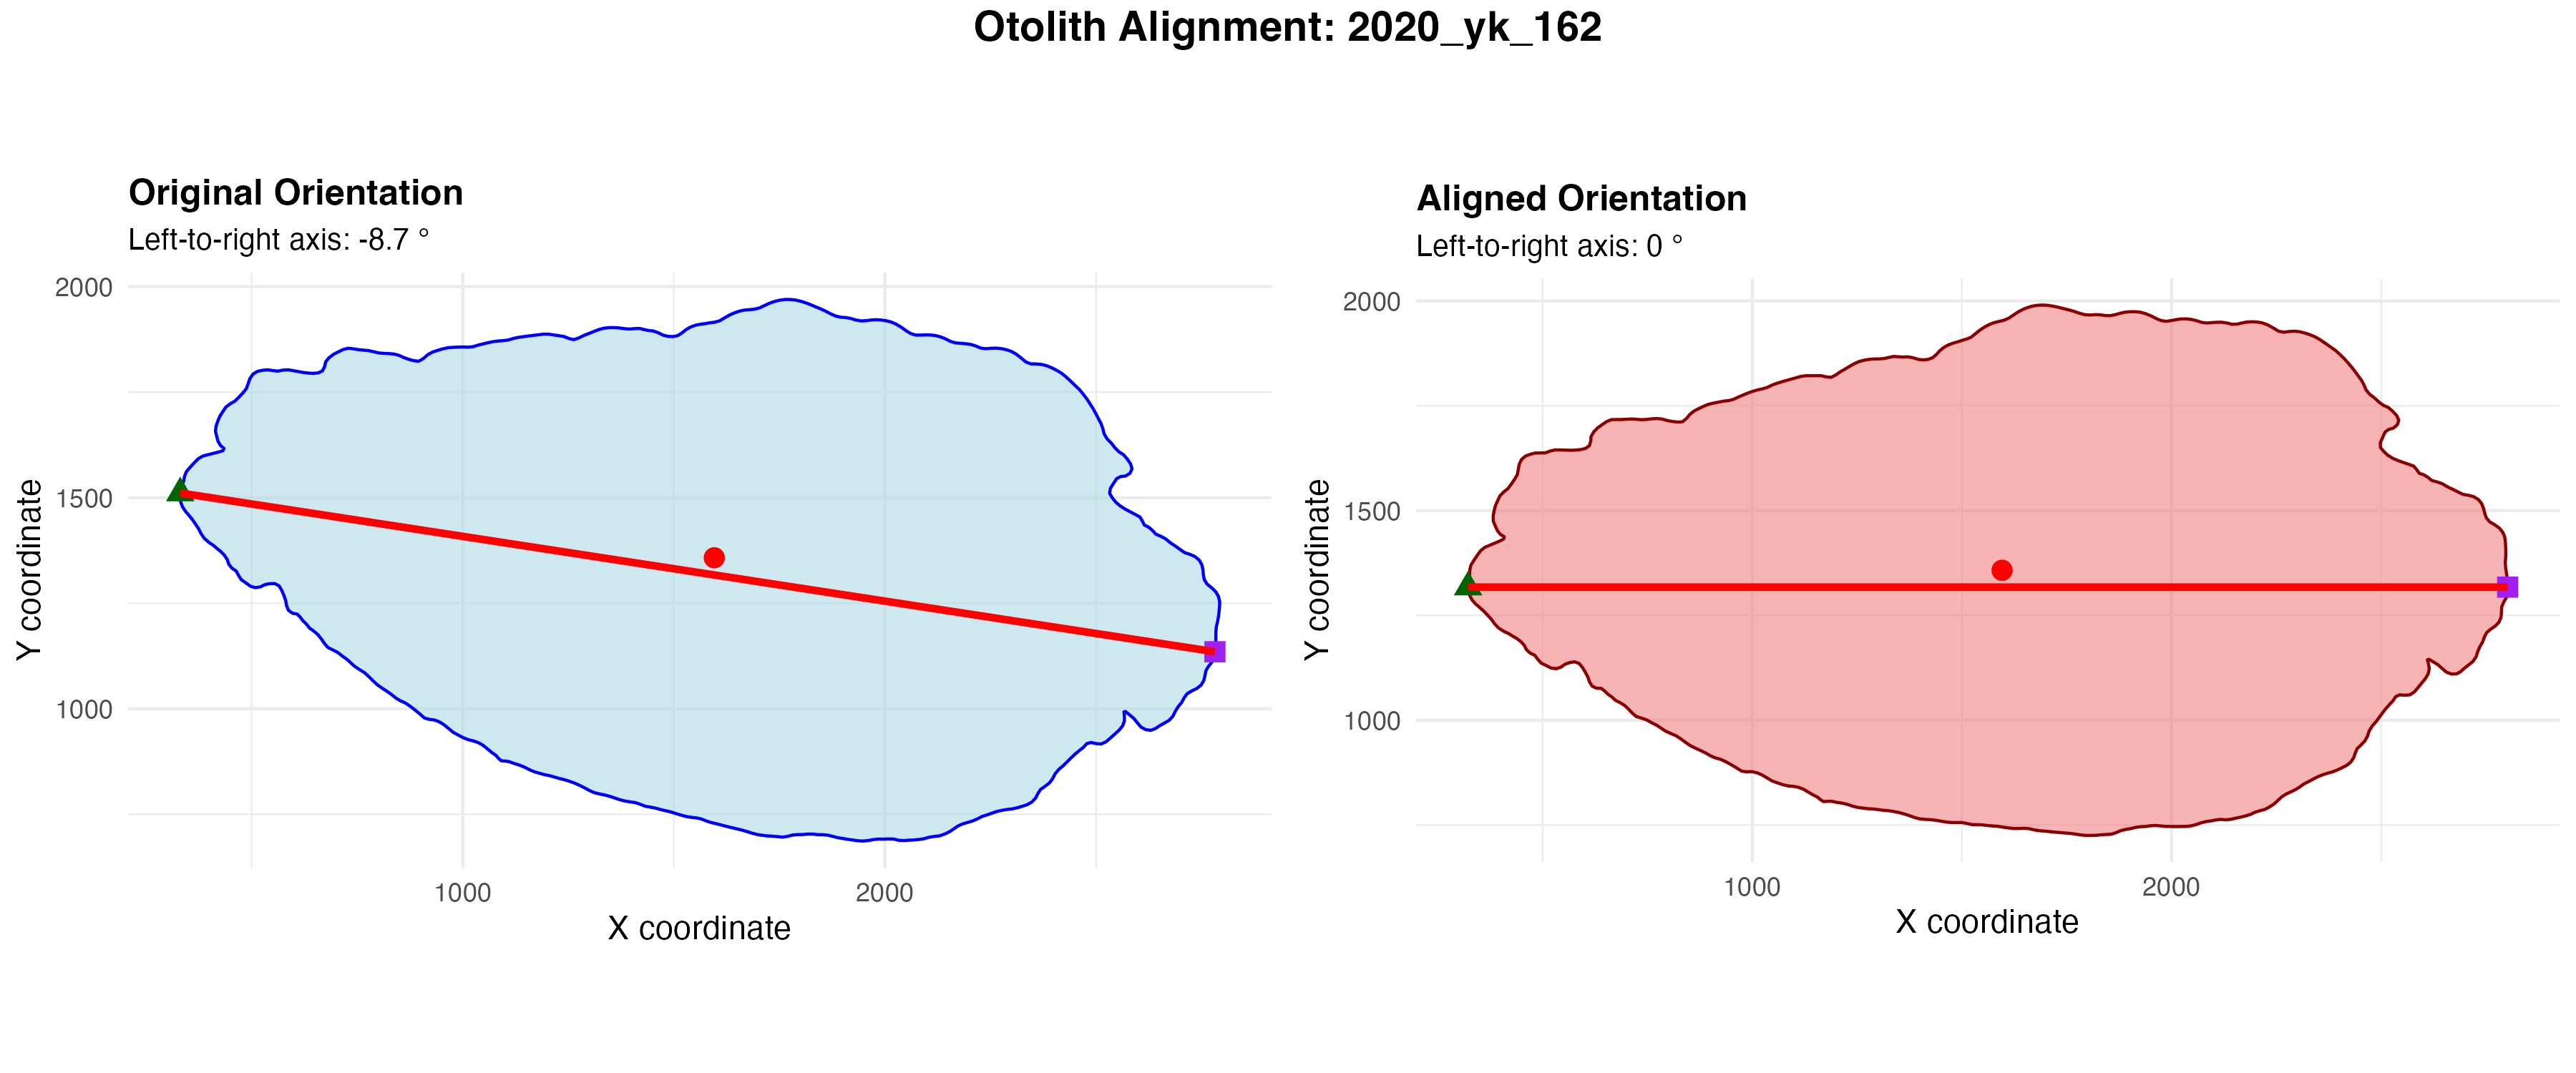 Otolith Alignment: 2020_yk_162
Original Orientation
Left-to-right axis: -8.7 °
2000
1500
1000
Y coordinate
1000 2000
X coordinate
Aligned Orientation
Left-to-right axis: 0 °
2000
1500
1000
Y coordinate
1000 2000
X coordinate